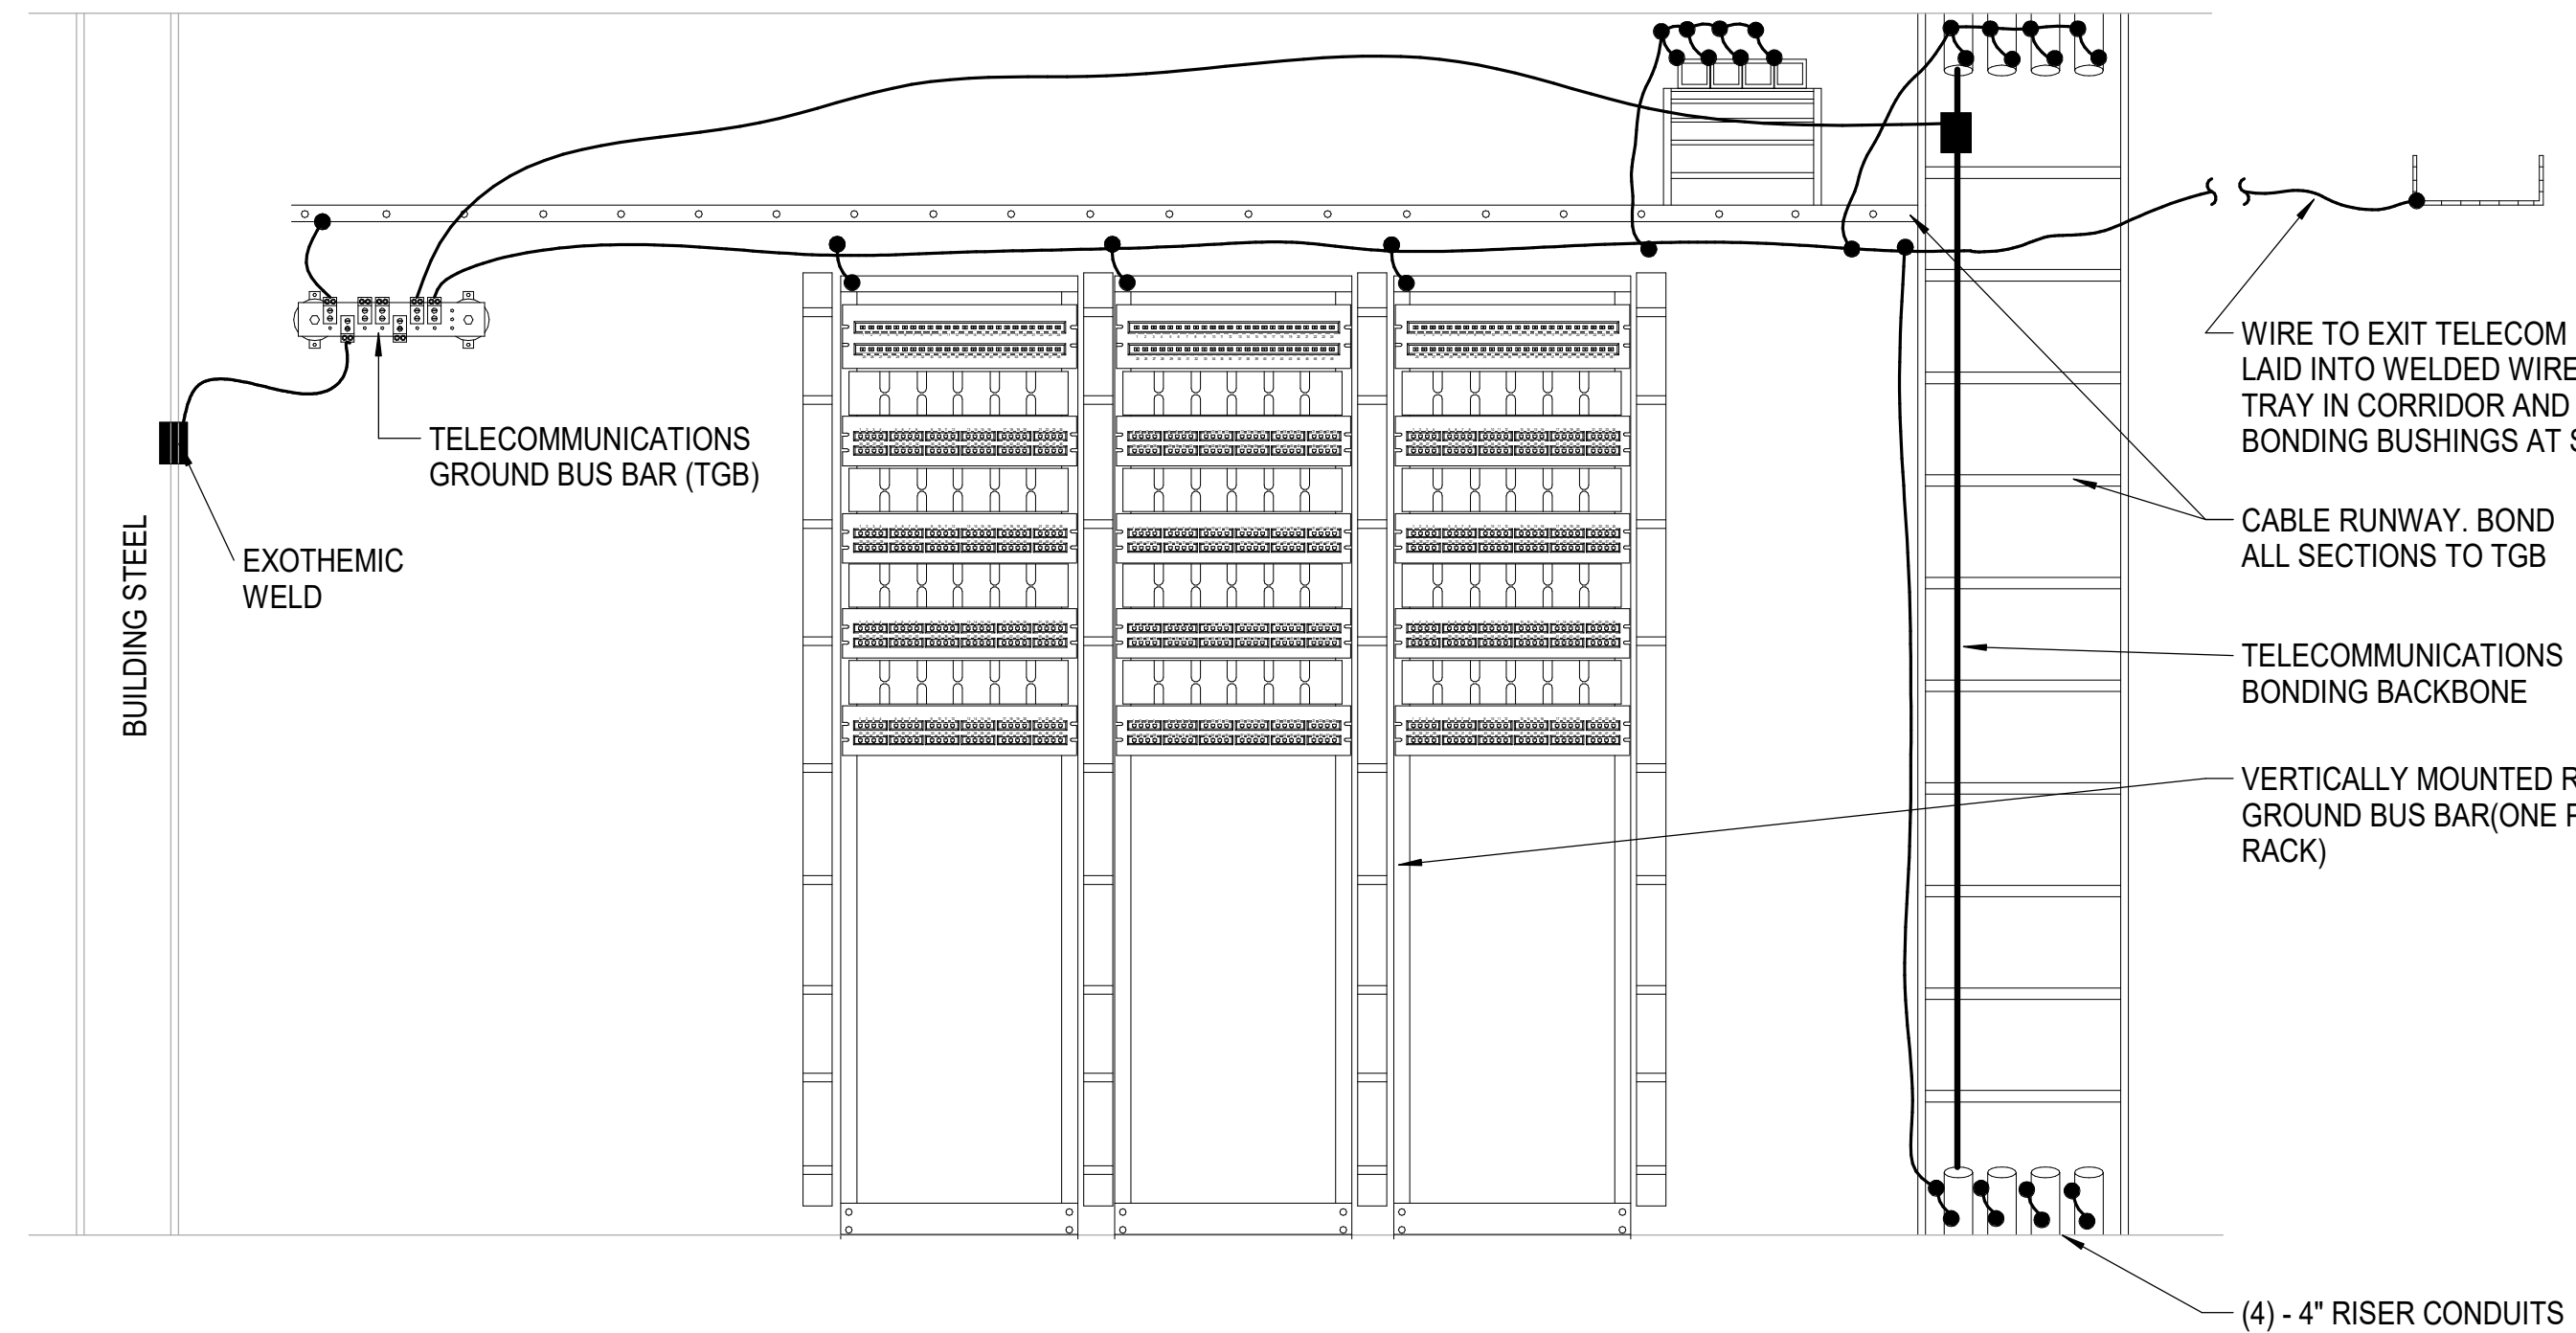 BUILDING STEEL
EXOTHEMIC
WELD
TELECOMMUNICATIONS
GROUND BUS BAR (TGB)
WIRE TO EXIT TELECOM
LAID INTO WELDED WIRE
TRAY IN CORRIDOR AND
BONDING BUSHINGS AT
CABLE RUNWAY. BOND
ALL SECTIONS TO TGB
TELECOMMUNICATIONS
BONDING BACKBONE
VERTICALLY MOUNTED
GROUND BUS BAR(ONE
RACK)
(4) - 4" RISER CONDUITS